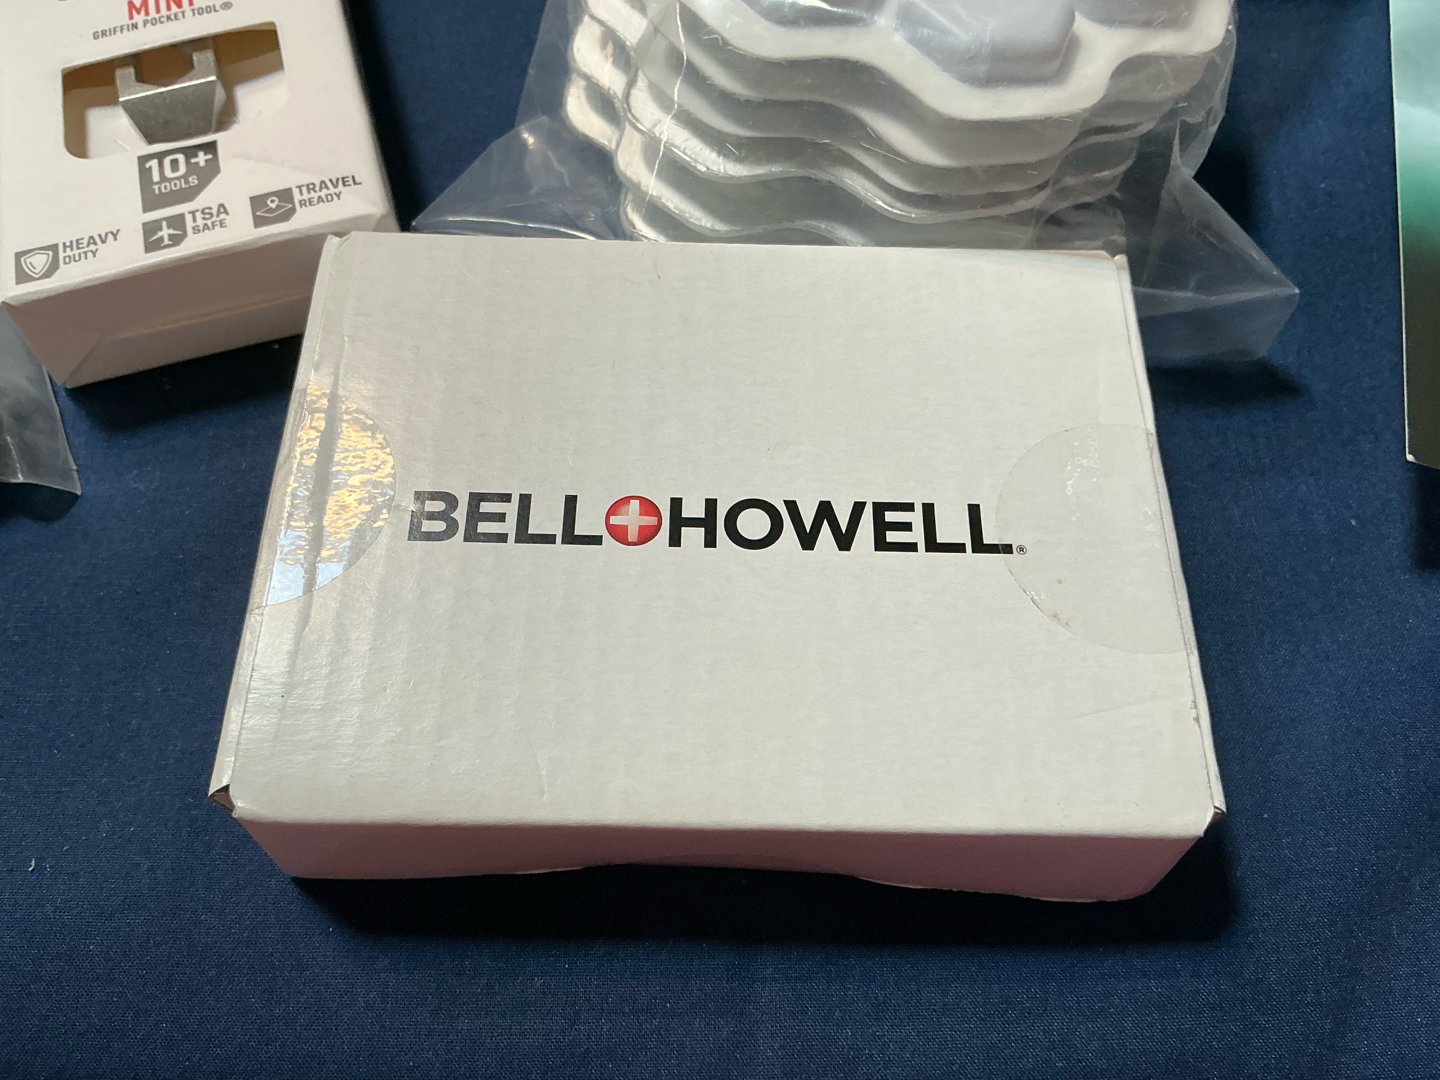 MINI
GRIFFIN POCKET TOOL®
10+
TOOLS
HEAVY
DUTY
TSA
SAFE
TRAVEL
READY
BELL+HOWELL®